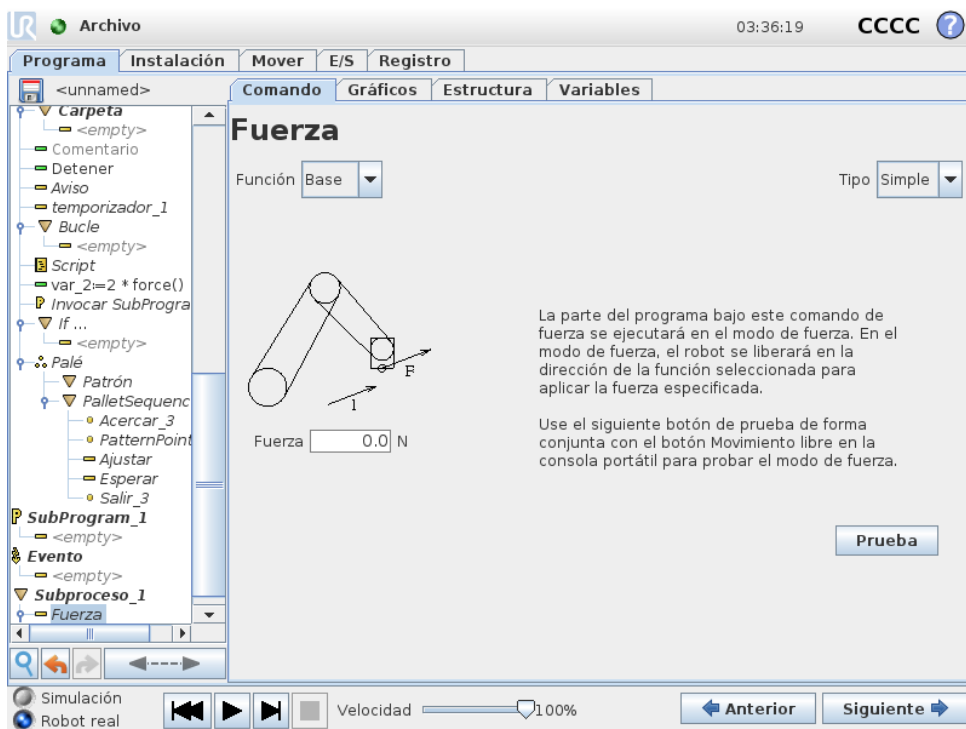 UR Archivo 03:36:19 CCCC ?
Programa Instalación Mover E/S Registro
<unnamed>
Comando Gráficos Estructura Variables
Carpeta
<empty>
Comentario
Detener
Aviso
temporizador_1
Bucle
<empty>
Script
var_2:=2 * force()
Invocar SubProgra
If ...
<empty>
Palé
Patrón
PalletSequenc
Acercar_3
PatternPoint
Ajustar
Esperar
Salir_3
P SubProgram_1
<empty>
Evento
<empty>
Subproceso_1
Fuerza
Fuerza
Función Base Tipo Simple
F
l
Fuerza 0.0 N
La parte del programa bajo este comando de
fuerza se ejecutará en el modo de fuerza. En el
modo de fuerza, el robot se liberará en la
dirección de la función seleccionada para
aplicar la fuerza especificada.
Use el siguiente botón de prueba de forma
conjunta con el botón Movimiento libre en la
consola portátil para probar el modo de fuerza.
Prueba
Simulación
Robot real
Velocidad 100%
Anterior Siguiente